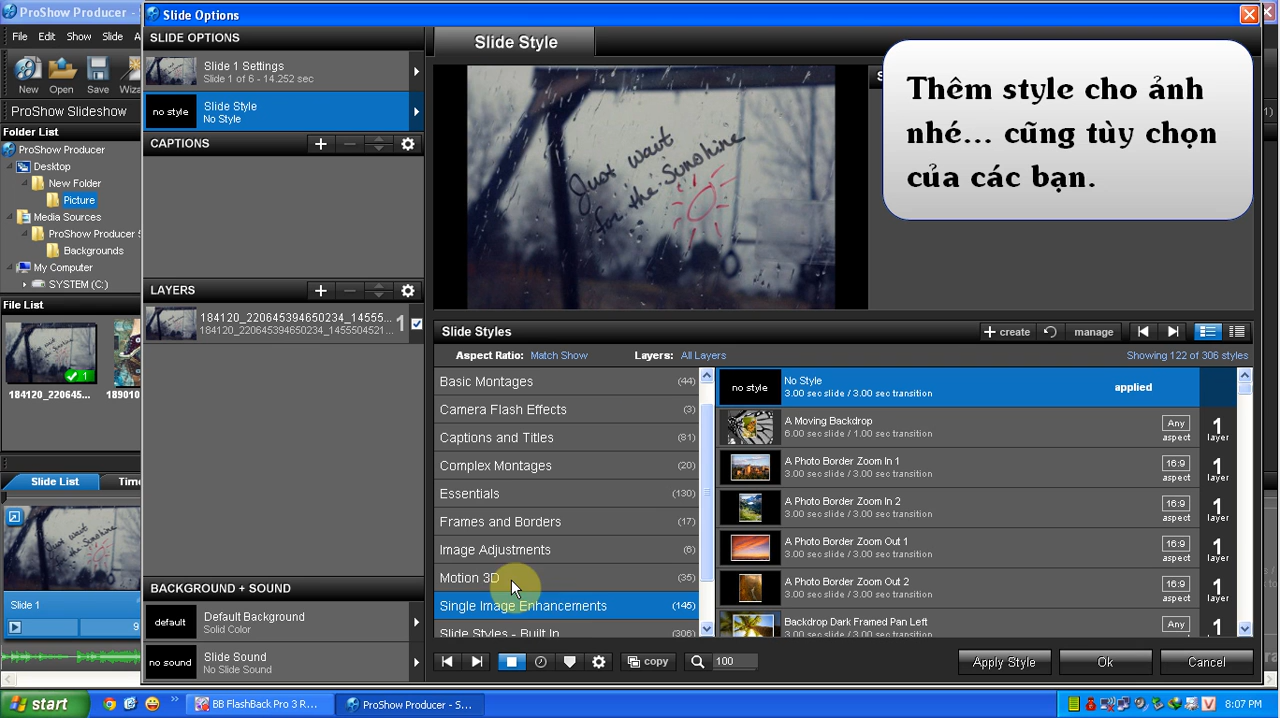 ProShow Producer -
Slide Options
File Edit Show Slide
New Open Save
ProShow Slideshow
Folder List
ProShow Producer
Desktop
New Folder
Picture
Media Sources
ProShow Producer
Backgrounds
My Computer
SYSTEM (C:)
File List
1
184120_220645... 189010
Slide List
Slide 1
9
SLIDE OPTIONS
Slide 1 Settings
Slide 1 of 6 - 14.252 sec
no style
Slide Style
No Style
CAPTIONS
LAYERS
184120_220645394650234_14555...
184120_220645394650234_1455504521...
1
BACKGROUND + SOUND
default
Default Background
Solid Color
no sound
Slide Sound
No Slide Sound
Slide Style
Just wait
for the Sunshine
Thêm style cho ảnh
nhé... cũng tùy chọn
của các bạn.
Slide Styles
create manage
Aspect Ratio: Match Show Layers: All Layers Showing 122 of 306 styles
Basic Montages (44)
Camera Flash Effects (3)
Captions and Titles (81)
Complex Montages (20)
Essentials (130)
Frames and Borders (17)
Image Adjustments (6)
Motion 3D (35)
Single Image Enhancements (145)
Slide Styles - Built In (306)
no style
No Style
3.00 sec slide / 3.00 sec transition
applied
A Moving Backdrop
6.00 sec slide / 1.00 sec transition
Any aspect 1 layer
A Photo Border Zoom In 1
3.00 sec slide / 3.00 sec transition
16:9 aspect 1 layer
A Photo Border Zoom In 2
3.00 sec slide / 3.00 sec transition
16:9 aspect 1 layer
A Photo Border Zoom Out 1
3.00 sec slide / 3.00 sec transition
16:9 aspect 1 layer
A Photo Border Zoom Out 2
3.00 sec slide / 3.00 sec transition
16:9 aspect 1 layer
Backdrop Dark Framed Pan Left
3.00 sec slide / 3.00 sec transition
Any 1
copy 100
Apply Style Ok Cancel
start
BB FlashBack Pro 3 R...
ProShow Producer - S...
8:07 PM